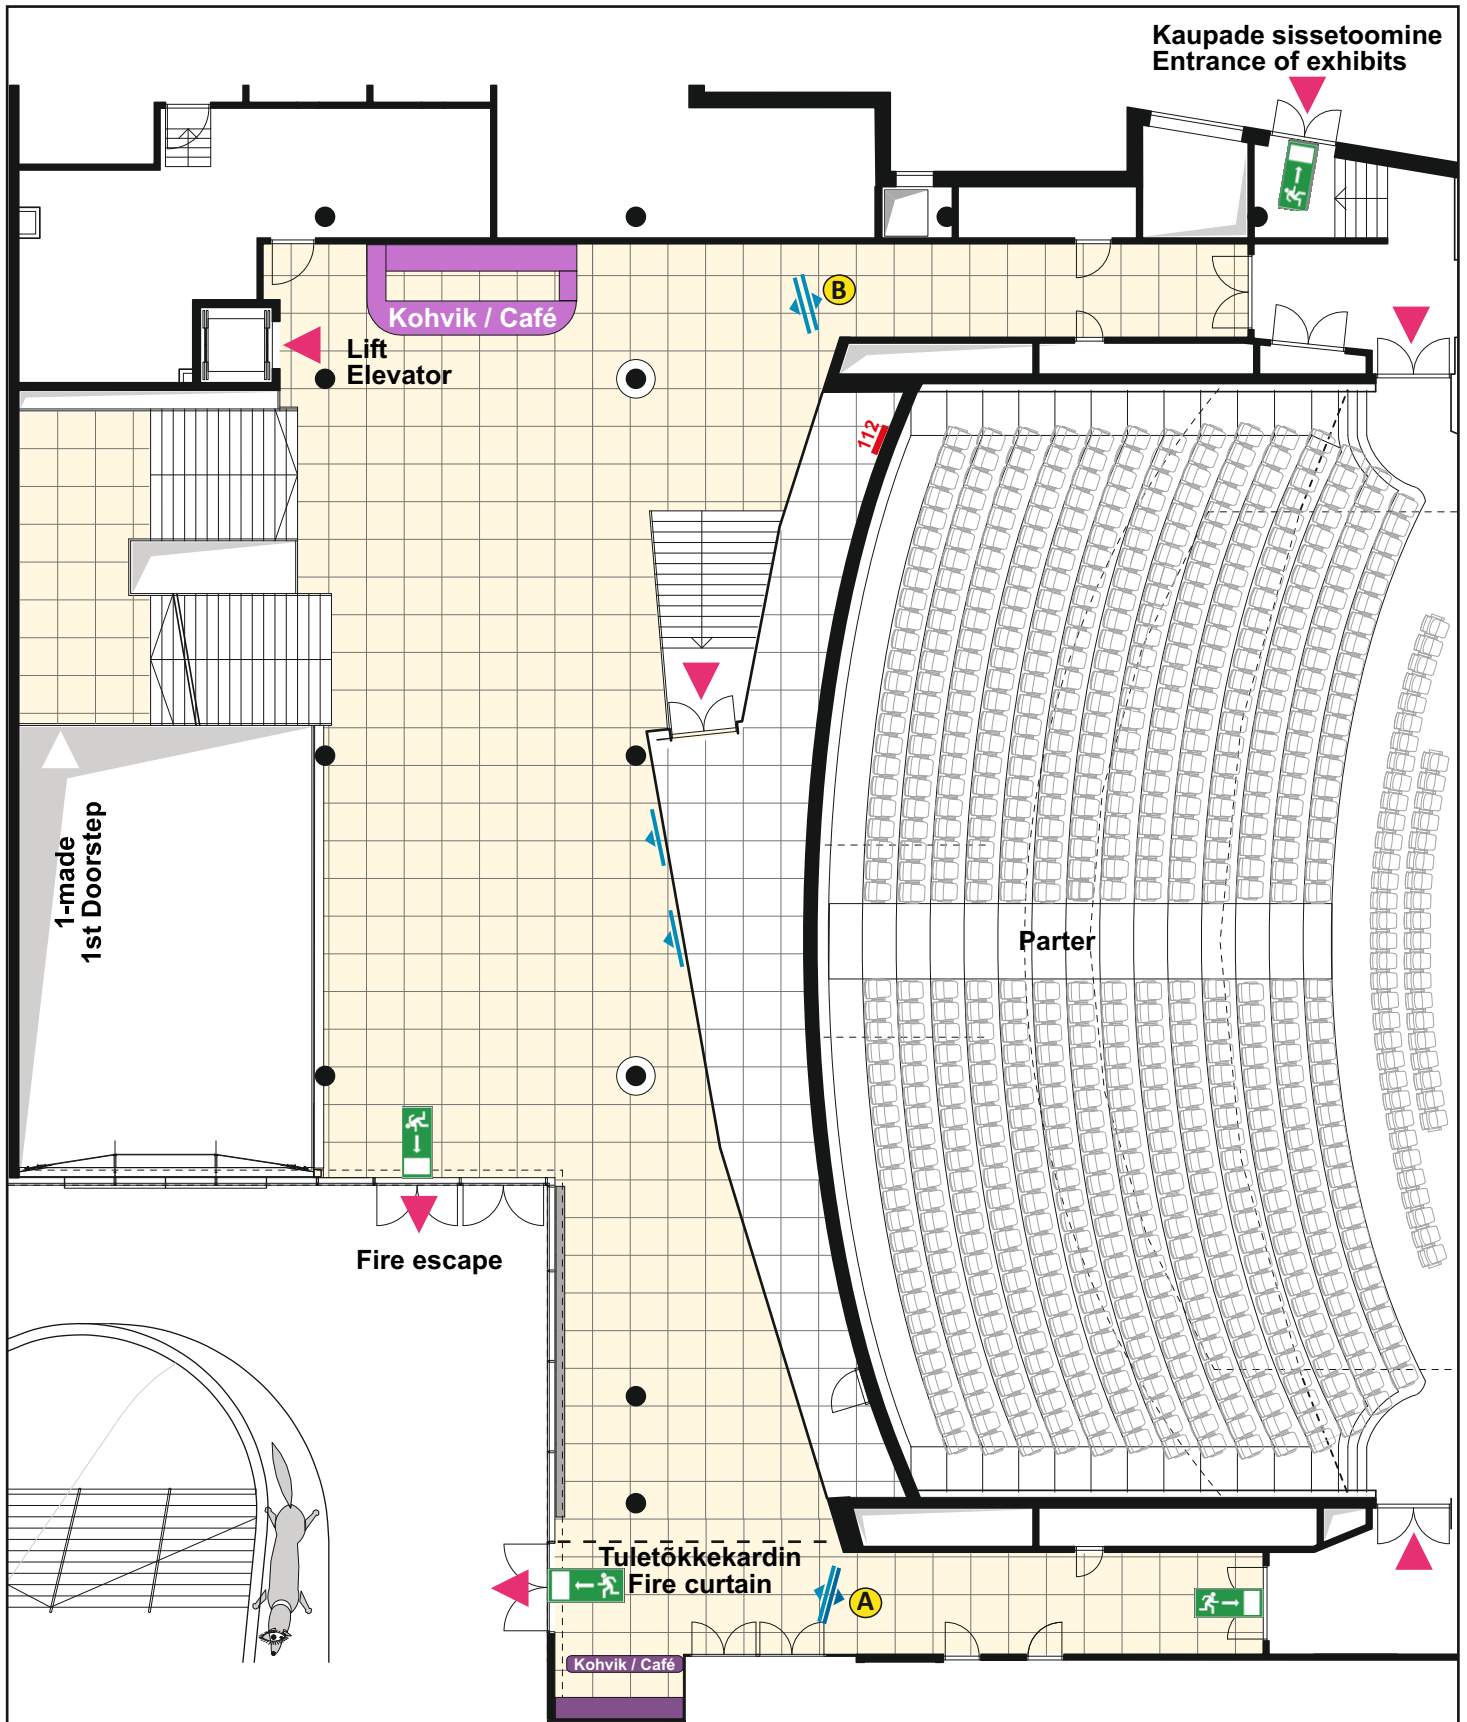 Kaupade sissetoomine
Entrance of exhibits
B
Kohvik / Café
Lift
Elevator
112
1-made
1st Doorstep
Parter
Fire escape
Tuletõkkekardin
Fire curtain
A
Kohvik / Café